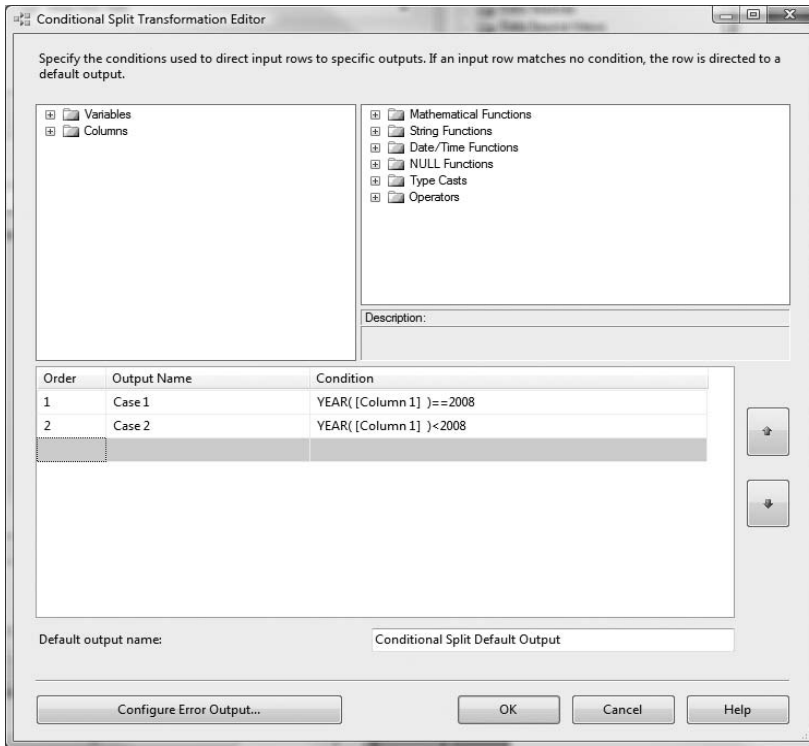 Conditional Split Transformation Editor
Specify the conditions used to direct input rows to specific outputs. If an input row matches no condition, the row is directed to a
default output.
Variables
Columns
Mathematical Functions
String Functions
Date/Time Functions
NULL Functions
Type Casts
Operators
Description:
Order Output Name Condition
1 Case 1 YEAR( [Column 1] )==2008
2 Case 2 YEAR( [Column 1] )<2008
Default output name: Conditional Split Default Output
Configure Error Output... OK Cancel Help